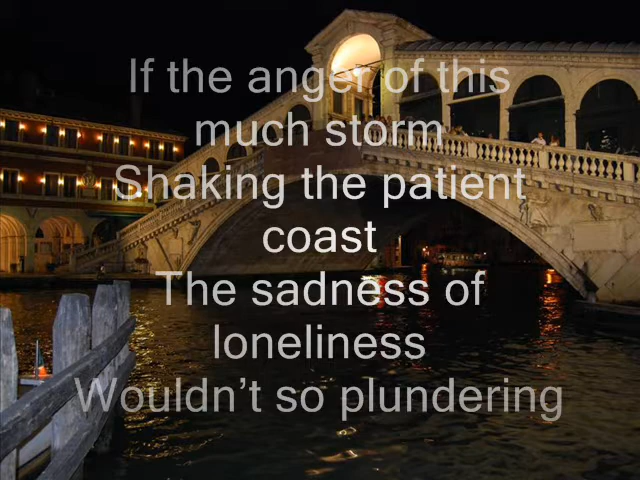 If the anger of this
much storm
Shaking the patient
coast
The sadness of
loneliness
Wouldn’t so plundering